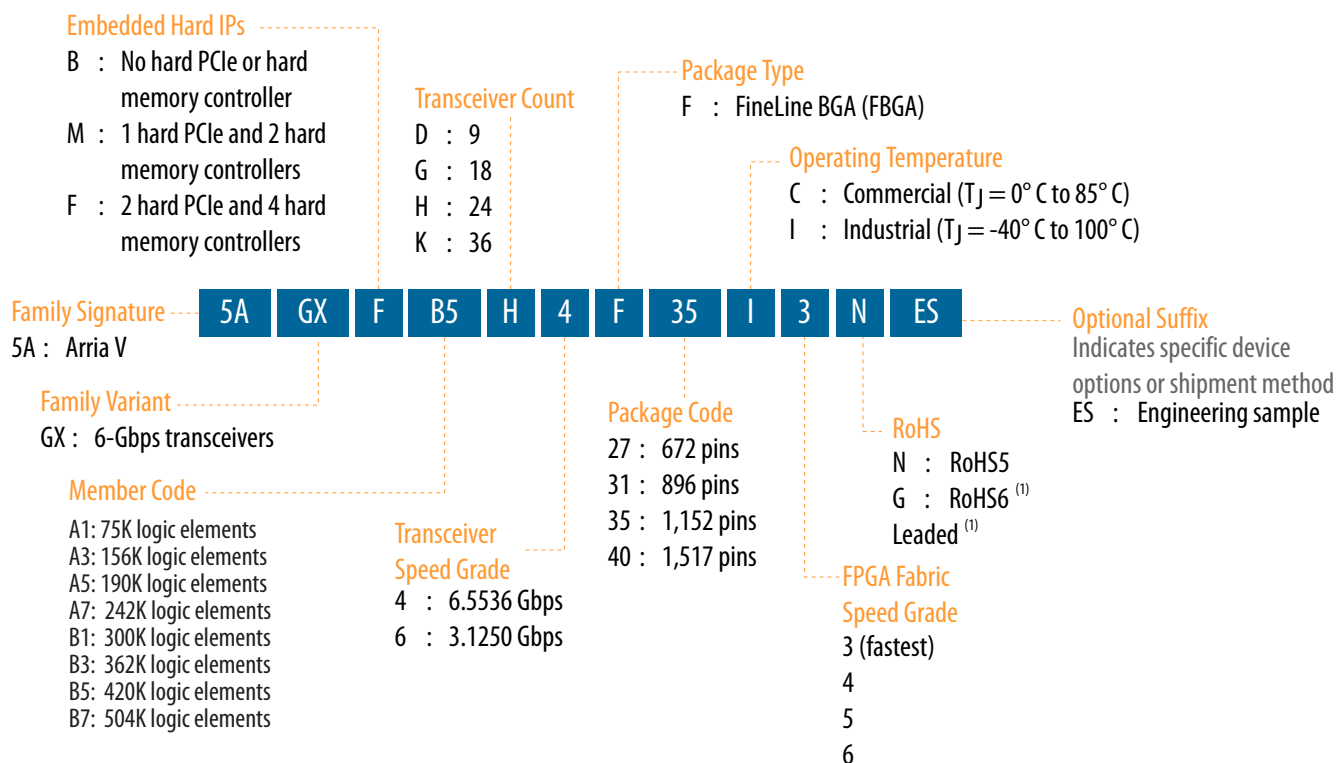 Embedded Hard IPs
B : No hard PCIe or hard
memory controller
M : 1 hard PCIe and 2 hard
memory controllers
F : 2 hard PCIe and 4 hard
memory controllers
Transceiver Count
D : 9
G : 18
H : 24
K : 36
Package Type
F : FineLine BGA (FBGA)
Operating Temperature
C : Commercial (TJ = 0° C to 85° C)
I : Industrial (TJ = -40° C to 100° C)
Family Signature
5A : Arria V
5A GX F B5 H 4 F 35 I 3 N ES
Optional Suffix
Indicates specific device
options or shipment method
ES : Engineering sample
Family Variant
GX : 6-Gbps transceivers
Member Code
A1: 75K logic elements
A3: 156K logic elements
A5: 190K logic elements
A7: 242K logic elements
B1: 300K logic elements
B3: 362K logic elements
B5: 420K logic elements
B7: 504K logic elements
Transceiver
Speed Grade
4 : 6.5536 Gbps
6 : 3.1250 Gbps
Package Code
27 : 672 pins
31 : 896 pins
35 : 1,152 pins
40 : 1,517 pins
RoHS
N : RoHS5
G : RoHS6 (1)
Leaded (1)
FPGA Fabric
Speed Grade
3 (fastest)
4
5
6